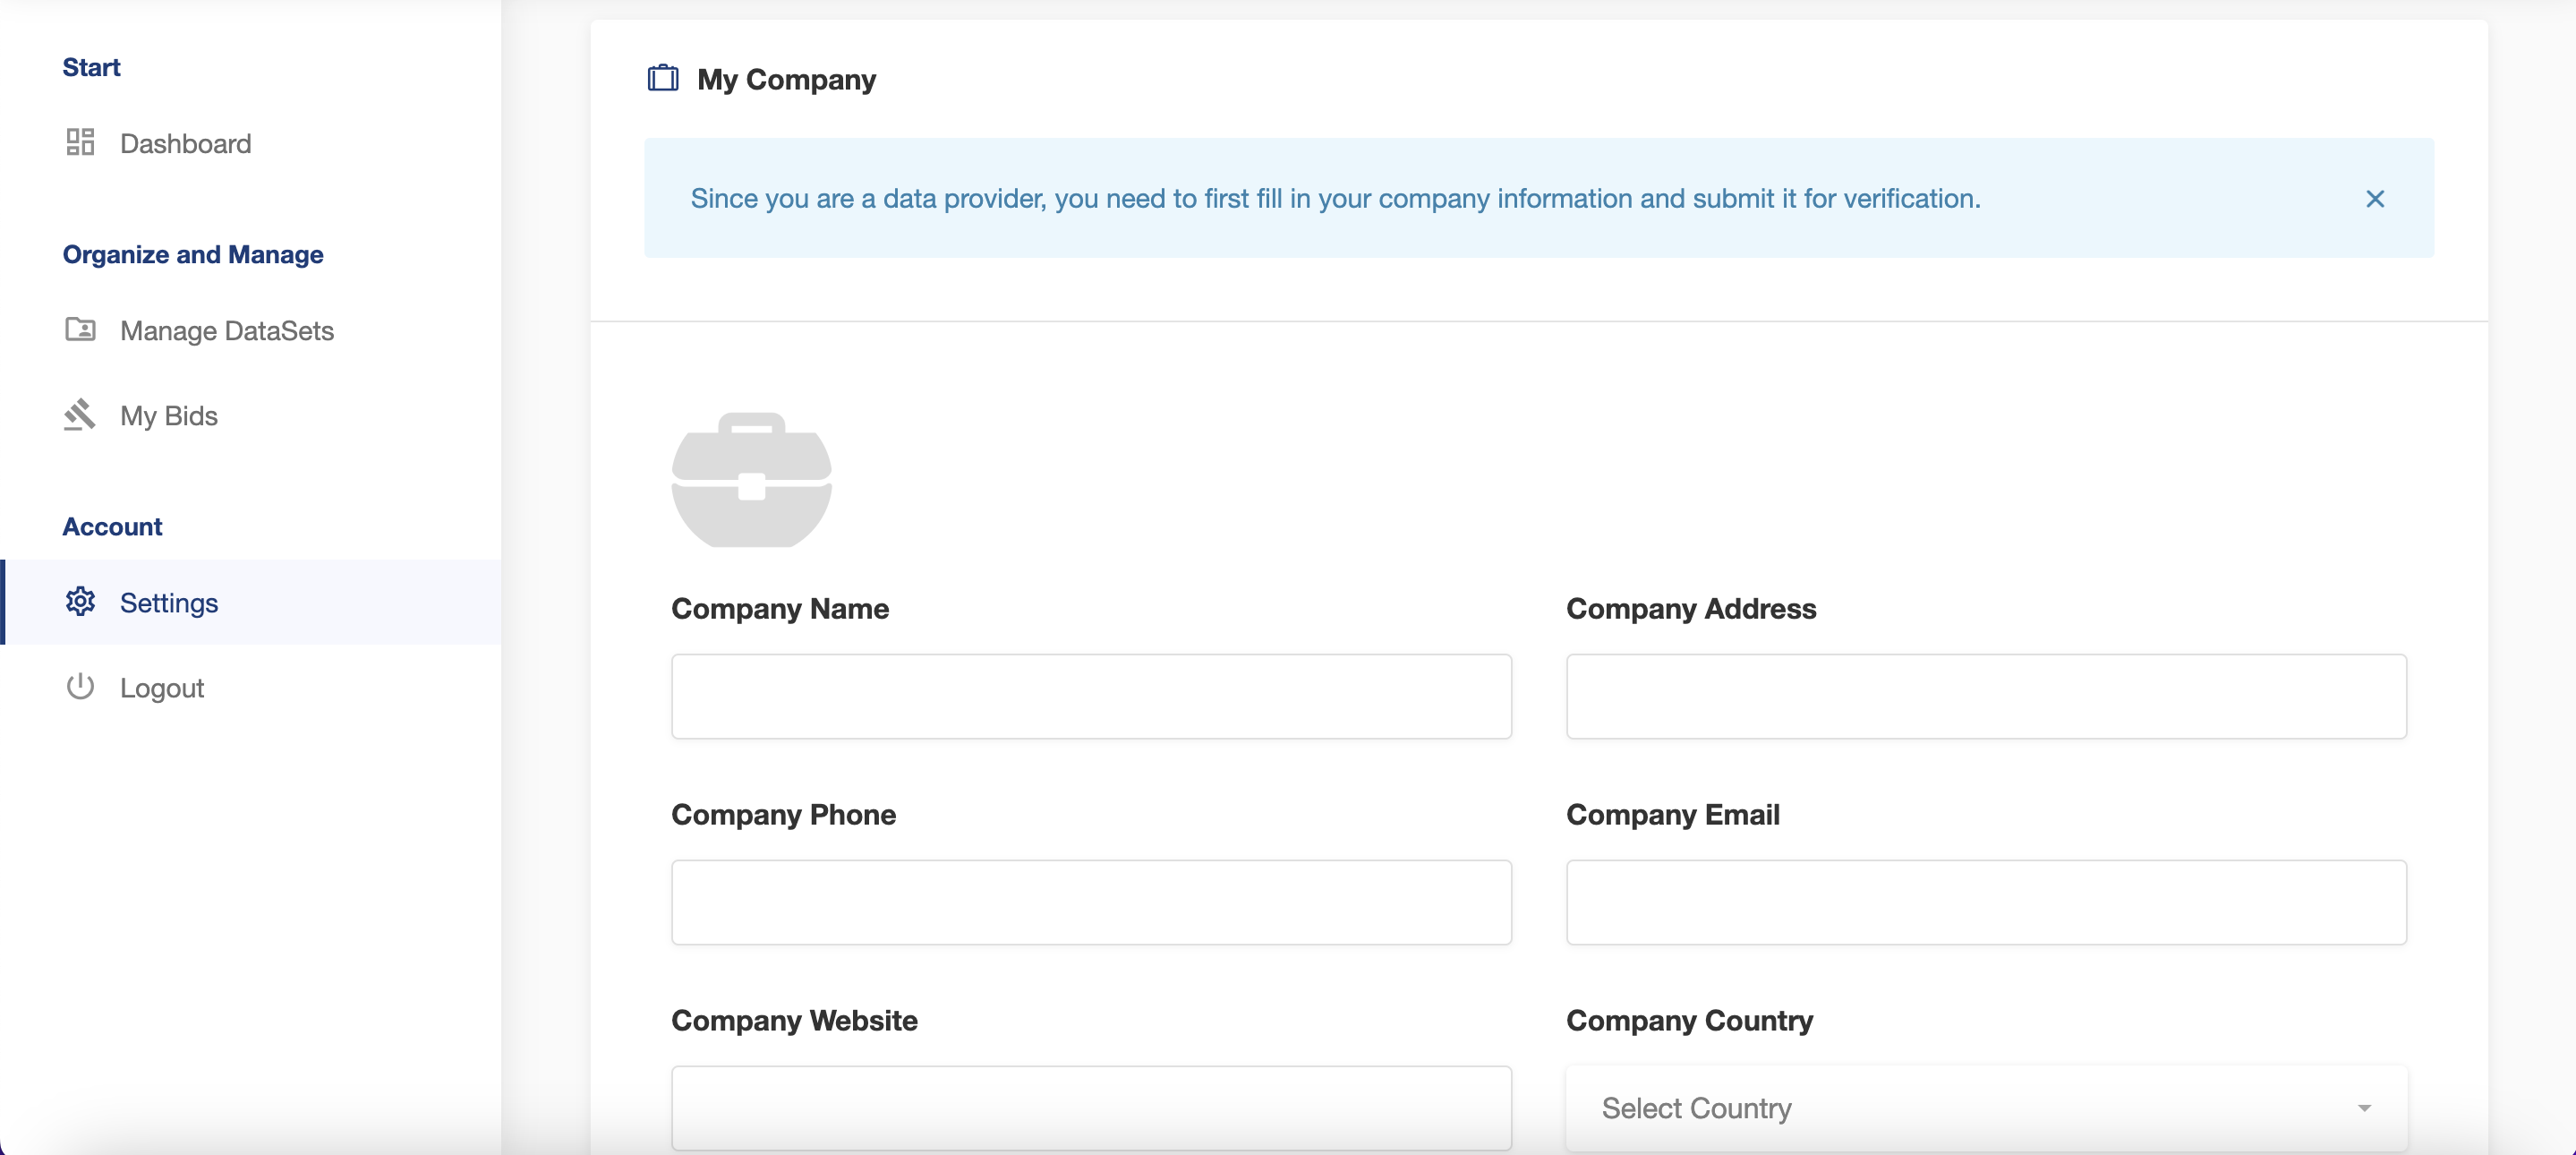 Start
Dashboard
Organize and Manage
Manage DataSets
My Bids
Account
Settings
Logout
My Company
Since you are a data provider, you need to first fill in your company information and submit it for verification.
Company Name
Company Address
Company Phone
Company Email
Company Website
Company Country
Select Country